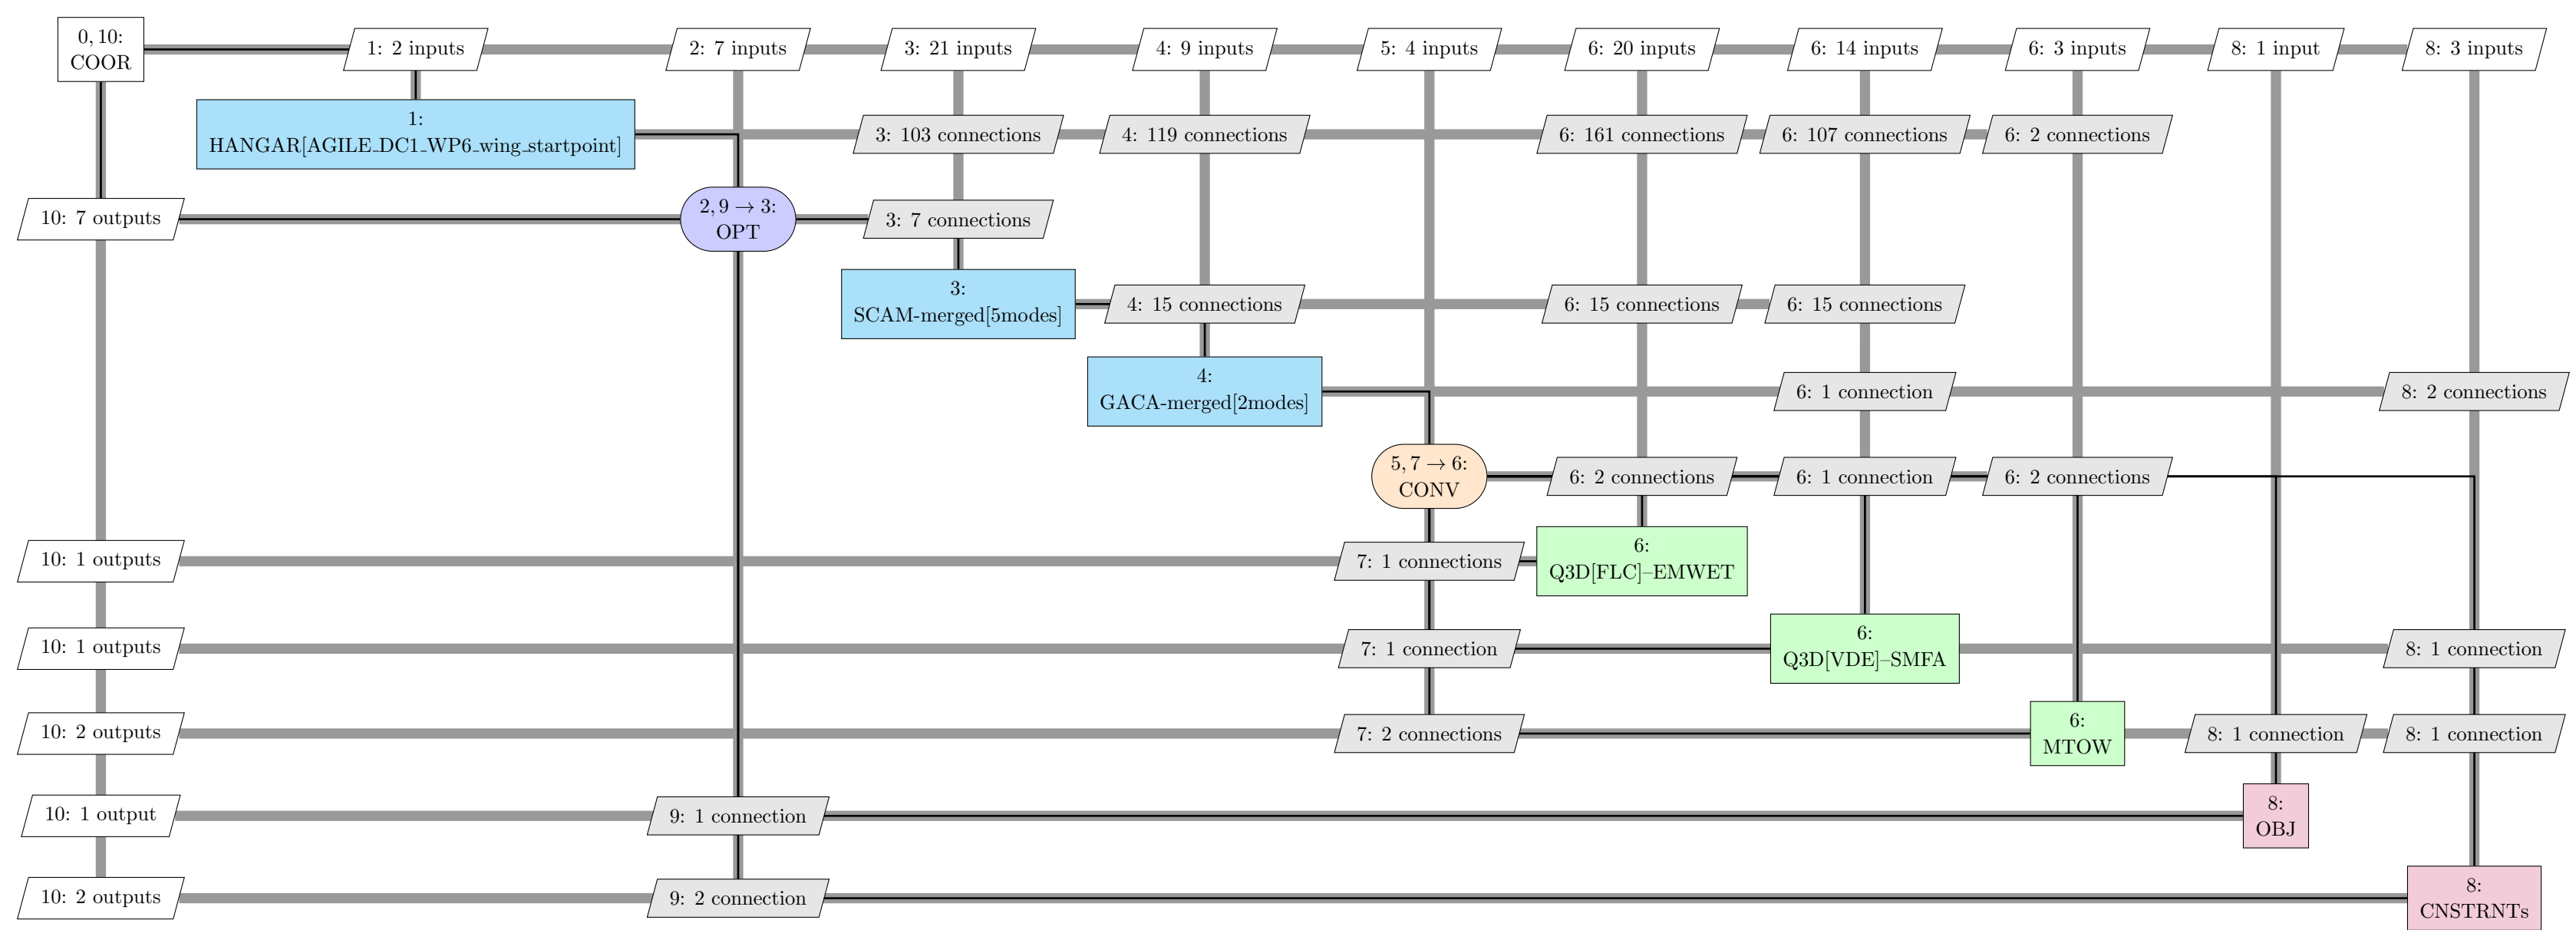 0, 10:
COOR
1: 2 inputs
2: 7 inputs
3: 21 inputs
4: 9 inputs
5: 4 inputs
6: 20 inputs
6: 14 inputs
6: 3 inputs
8: 1 input
8: 3 inputs
1:
HANGAR[AGILE_DC1_WP6_wing_startpoint]
3: 103 connections
4: 119 connections
6: 161 connections
6: 107 connections
6: 2 connections
10: 7 outputs
2, 9 → 3:
OPT
3: 7 connections
3:
SCAM-merged[5modes]
4: 15 connections
6: 15 connections
6: 15 connections
4:
GACA-merged[2modes]
6: 1 connection
8: 2 connections
5, 7 → 6:
CONV
6: 2 connections
6: 1 connection
6: 2 connections
10: 1 outputs
7: 1 connections
6:
Q3D[FLC]–EMWET
10: 1 outputs
7: 1 connection
6:
Q3D[VDE]–SMFA
8: 1 connection
10: 2 outputs
7: 2 connections
6:
MTOW
8: 1 connection
8: 1 connection
10: 1 output
9: 1 connection
8:
OBJ
10: 2 outputs
9: 2 connection
8:
CNSTRNTs